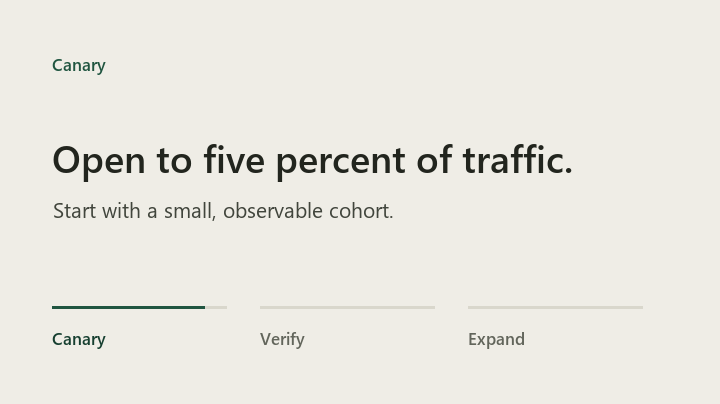 Canary
Open to five percent of traffic.
Start with a small, observable cohort.
Canary
Verify
Expand